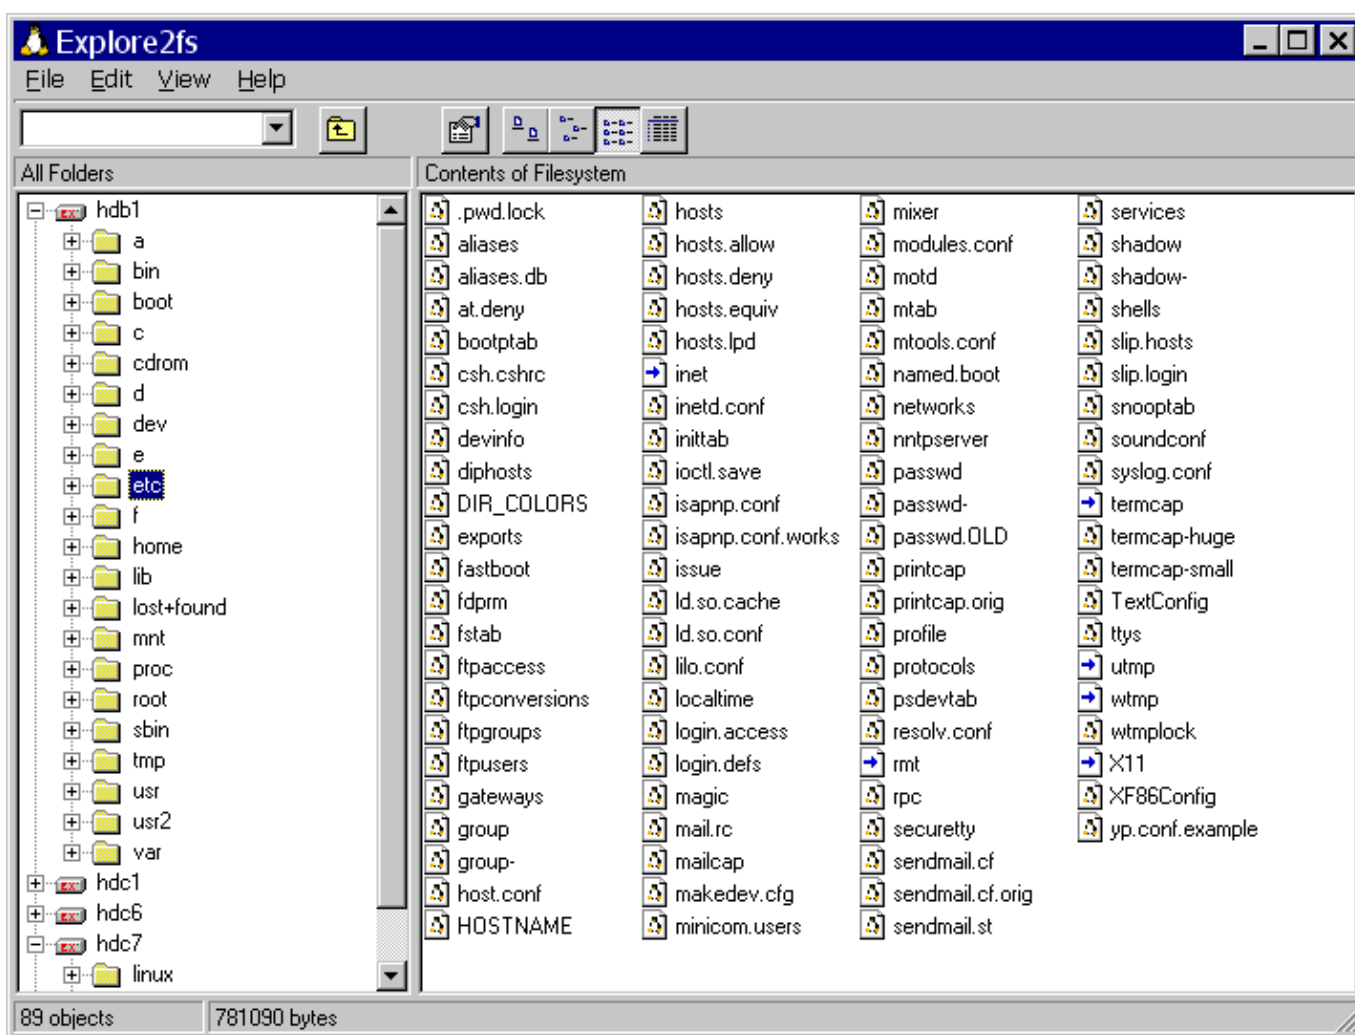 Explore2fs
File Edit View Help
All Folders
Contents of Filesystem
hdb1
a
bin
boot
c
cdrom
d
dev
e
etc
f
home
lib
lost+found
mnt
proc
root
sbin
tmp
usr
usr2
var
hdc1
hdc6
hdc7
linux
.pwd.lock
aliases
aliases.db
at.deny
bootptab
csh.cshrc
csh.login
devinfo
diphosts
DIR_COLORS
exports
fastboot
fdprm
fstab
ftpaccess
ftpconversions
ftpgroups
ftpusers
gateways
group
group-
host.conf
HOSTNAME
hosts
hosts.allow
hosts.deny
hosts.equiv
hosts.lpd
inet
inetd.conf
inittab
ioctl.save
isapnp.conf
isapnp.conf.works
issue
ld.so.cache
ld.so.conf
lilo.conf
localtime
login.access
login.defs
magic
mail.rc
mailcap
makedev.cfg
minicom.users
mixer
modules.conf
motd
mtab
mtools.conf
named.boot
networks
nntpserver
passwd
passwd-
passwd.OLD
printcap
printcap.orig
profile
protocols
psdevtab
resolv.conf
rmt
rpc
securetty
sendmail.cf
sendmail.cf.orig
sendmail.st
services
shadow
shadow-
shells
slip.hosts
slip.login
snooptab
soundconf
syslog.conf
termcap
termcap-huge
termcap-small
TextConfig
ttys
utmp
wtmp
wtmplock
X11
XF86Config
yp.conf.example
89 objects
781090 bytes